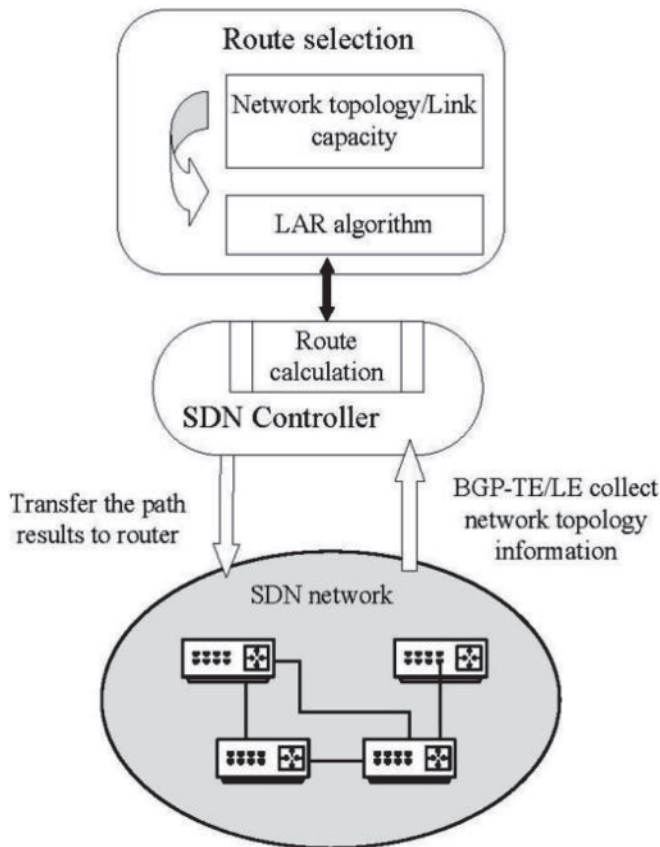 Route selection
Network topology/Link
capacity
LAR algorithm
Route
calculation
SDN Controller
Transfer the path
results to router
BGP-TE/LE collect
network topology
information
SDN network